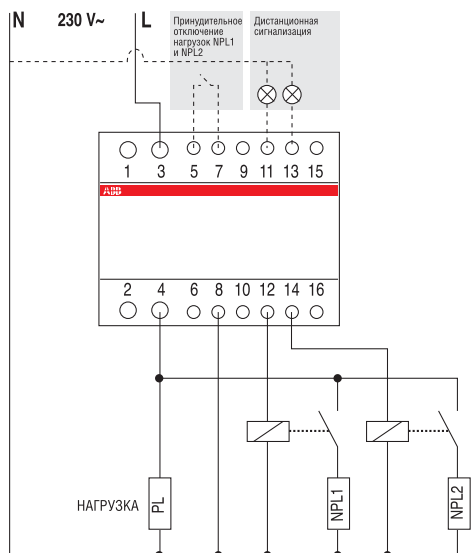 N 230 V~ L
Принудительное
отключение
нагрузок NPL1
и NPL2
Дистанционная
сигнализация
1 3 5 7 9 11 13 15
ABB
2 4 6 8 10 12 14 16
НАГРУЗКА PL NPL1 NPL2